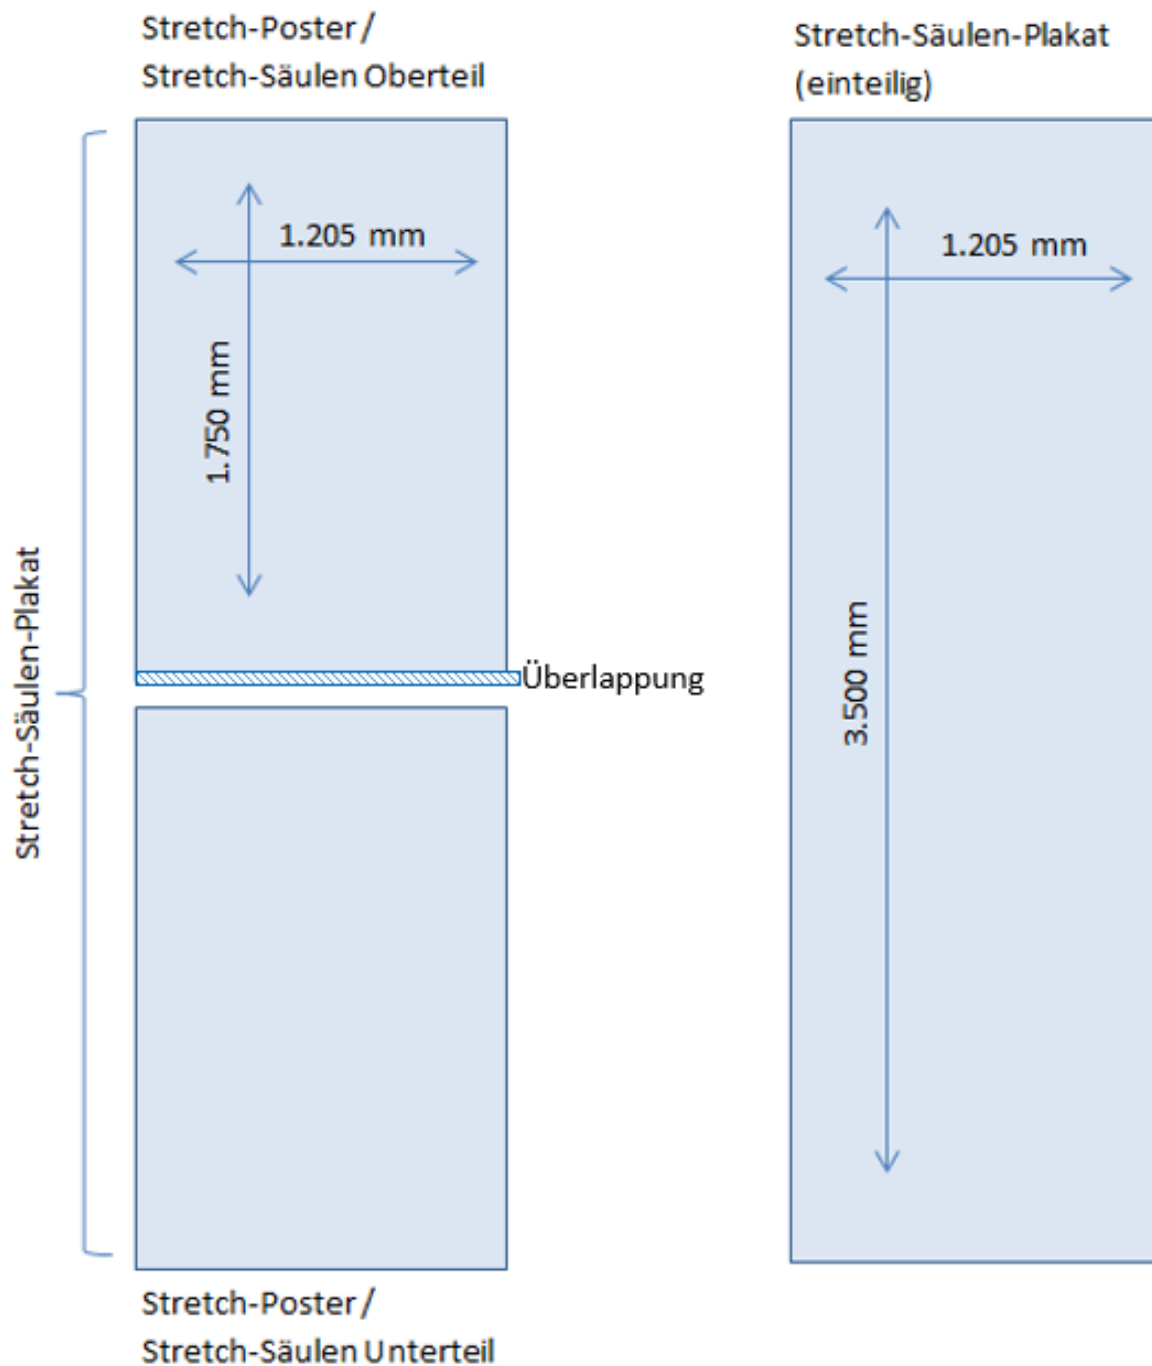 Stretch-Poster /
Stretch-Säulen Oberteil
1.205 mm
1.750 mm
Stretch-Säulen-Plakat
Überlappung
Stretch-Poster /
Stretch-Säulen Unterteil
Stretch-Säulen-Plakat
(einteilig)
1.205 mm
3.500 mm